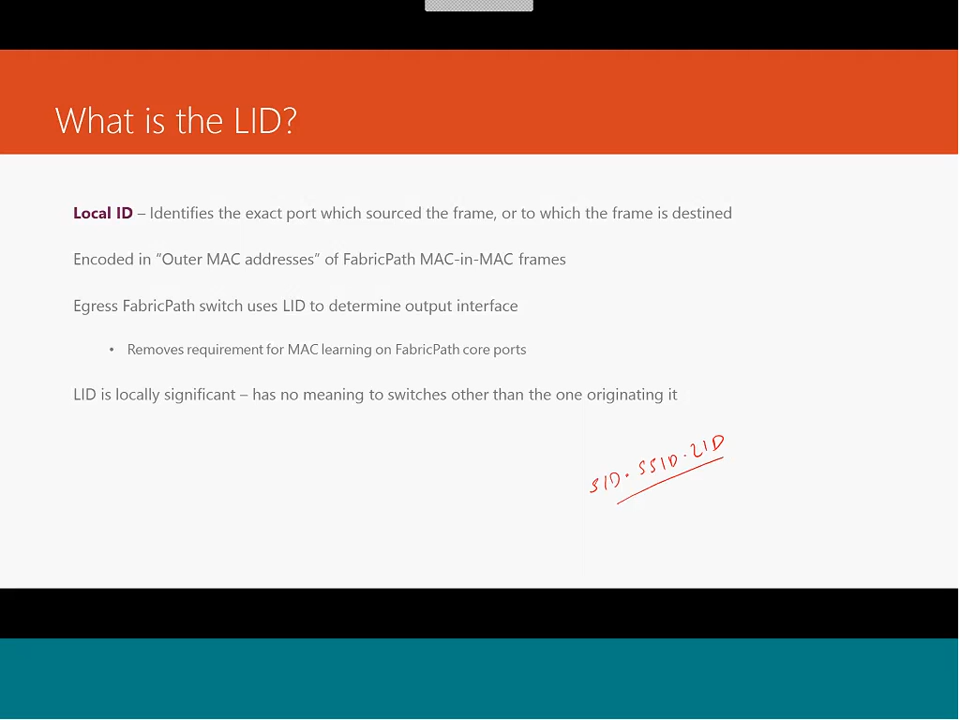 What is the LID?
Local ID – Identifies the exact port which sourced the frame, or to which the frame is destined
Encoded in “Outer MAC addresses” of FabricPath MAC-in-MAC frames
Egress FabricPath switch uses LID to determine output interface
• Removes requirement for MAC learning on FabricPath core ports
LID is locally significant – has no meaning to switches other than the one originating it
SID. SSID. LID